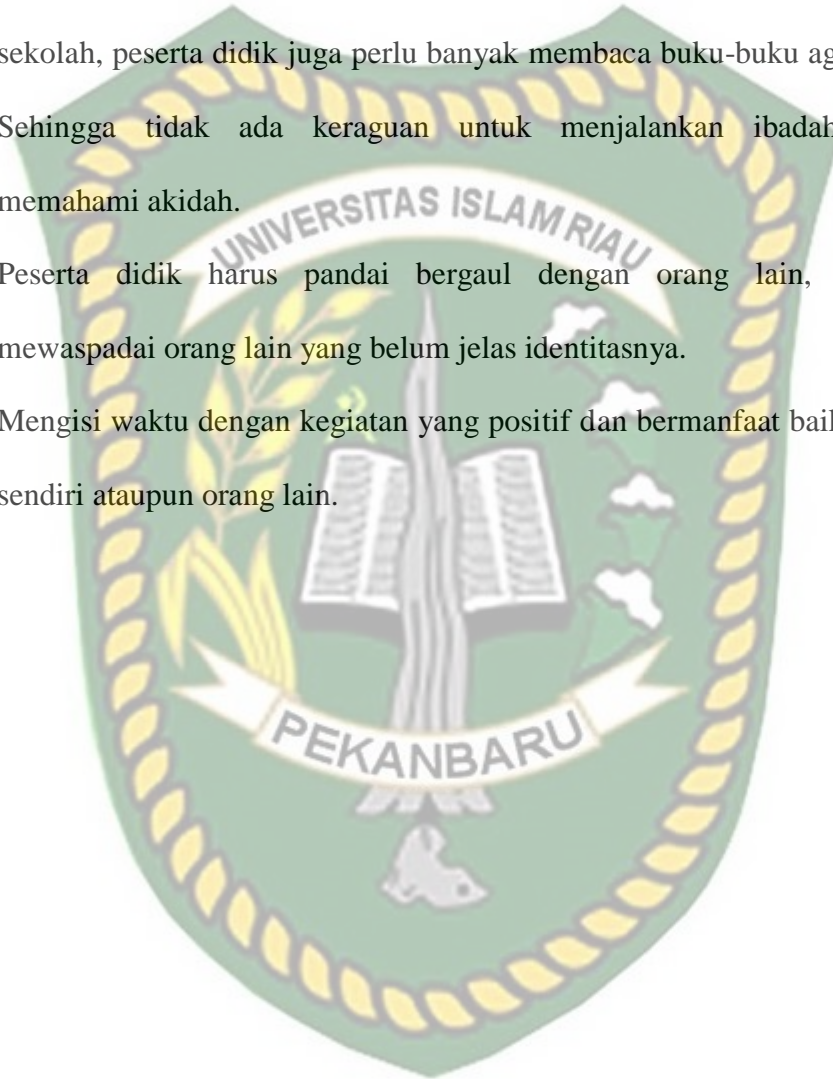 sekolah, peserta didik juga perlu banyak membaca buku-buku ag
Sehingga tidak ada keraguan untuk menjalankan ibadah
memahami akidah.
UNIVERSITAS ISLAM RIAU
Peserta didik harus pandai bergaul dengan orang lain,
mewaspadai orang lain yang belum jelas identitasnya.
Mengisi waktu dengan kegiatan yang positif dan bermanfaat bail
sendiri ataupun orang lain.
PEKANBARU